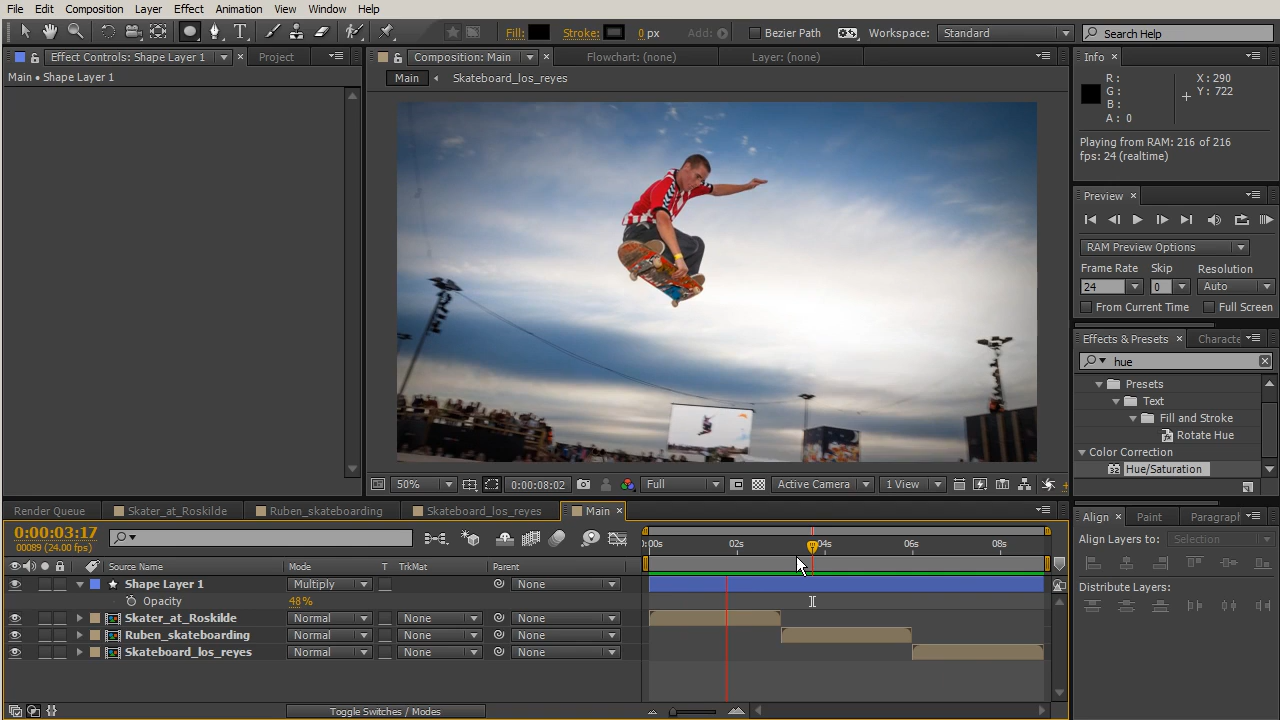 File Edit Composition Layer Effect Animation View Window Help
Fill: Stroke: 0 px Add: Bezier Path Workspace: Standard Search Help
Effect Controls: Shape Layer 1 Project
Main • Shape Layer 1
Composition: Main Flowchart: (none) Layer: (none)
Main Skateboard_los_reyes
50% 0:00:08:02 Full Active Camera 1 View
Info
R : X : 290
G : Y : 722
B :
A : 0
Playing from RAM: 216 of 216
fps: 24 (realtime)
Preview
RAM Preview Options
Frame Rate Skip Resolution
24 0 Auto
From Current Time Full Screen
Effects & Presets Characte
hue
Presets
Text
Fill and Stroke
Rotate Hue
Color Correction
Hue/Saturation
Align Paint Paragraph
Align Layers to: Selection
Distribute Layers:
Render Queue Skater_at_Roskilde Ruben_skateboarding Skateboard_los_reyes Main
0:00:03:17
00089 (24.00 fps)
):00s 02s 04s 06s 08s
# Source Name Mode T TrkMat Parent
Shape Layer 1 Multiply None
Opacity 48%
Skater_at_Roskilde Normal None None
Ruben_skateboarding Normal None None
Skateboard_los_reyes Normal None None
Toggle Switches / Modes